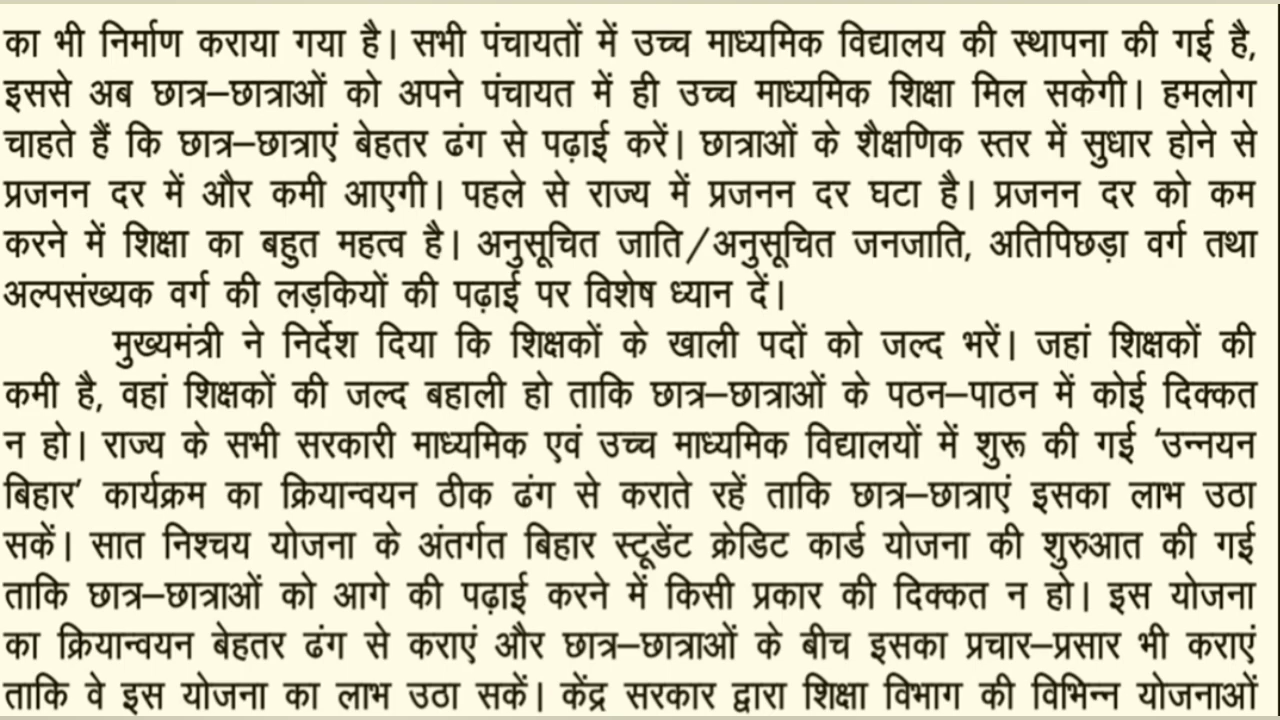 का भी निर्माण कराया गया है। सभी पंचायतों में उच्च माध्यमिक विद्यालय की स्थापना की गई है,
इससे अब छात्र–छात्राओं को अपने पंचायत में ही उच्च माध्यमिक शिक्षा मिल सकेगी। हमलोग
चाहते हैं कि छात्र–छात्राएं बेहतर ढंग से पढ़ाई करें। छात्राओं के शैक्षणिक स्तर में सुधार होने से
प्रजनन दर में और कमी आएगी। पहले से राज्य में प्रजनन दर घटा है। प्रजनन दर को कम
करने में शिक्षा का बहुत महत्व है। अनुसूचित जाति/अनुसूचित जनजाति, अतिपिछड़ा वर्ग तथा
अल्पसंख्यक वर्ग की लड़कियों की पढ़ाई पर विशेष ध्यान दें।
मुख्यमंत्री ने निर्देश दिया कि शिक्षकों के खाली पदों को जल्द भरें। जहां शिक्षकों की
कमी है, वहां शिक्षकों की जल्द बहाली हो ताकि छात्र–छात्राओं के पठन–पाठन में कोई दिक्कत
न हो। राज्य के सभी सरकारी माध्यमिक एवं उच्च माध्यमिक विद्यालयों में शुरू की गई ‘उन्नयन
बिहार’ कार्यक्रम का क्रियान्वयन ठीक ढंग से कराते रहें ताकि छात्र–छात्राएं इसका लाभ उठा
सकें। सात निश्चय योजना के अंतर्गत बिहार स्टूडेंट क्रेडिट कार्ड योजना की शुरुआत की गई
ताकि छात्र–छात्राओं को आगे की पढ़ाई करने में किसी प्रकार की दिक्कत न हो। इस योजना
का क्रियान्वयन बेहतर ढंग से कराएं और छात्र–छात्राओं के बीच इसका प्रचार–प्रसार भी कराएं
ताकि वे इस योजना का लाभ उठा सकें। केंद्र सरकार द्वारा शिक्षा विभाग की विभिन्न योजनाओं